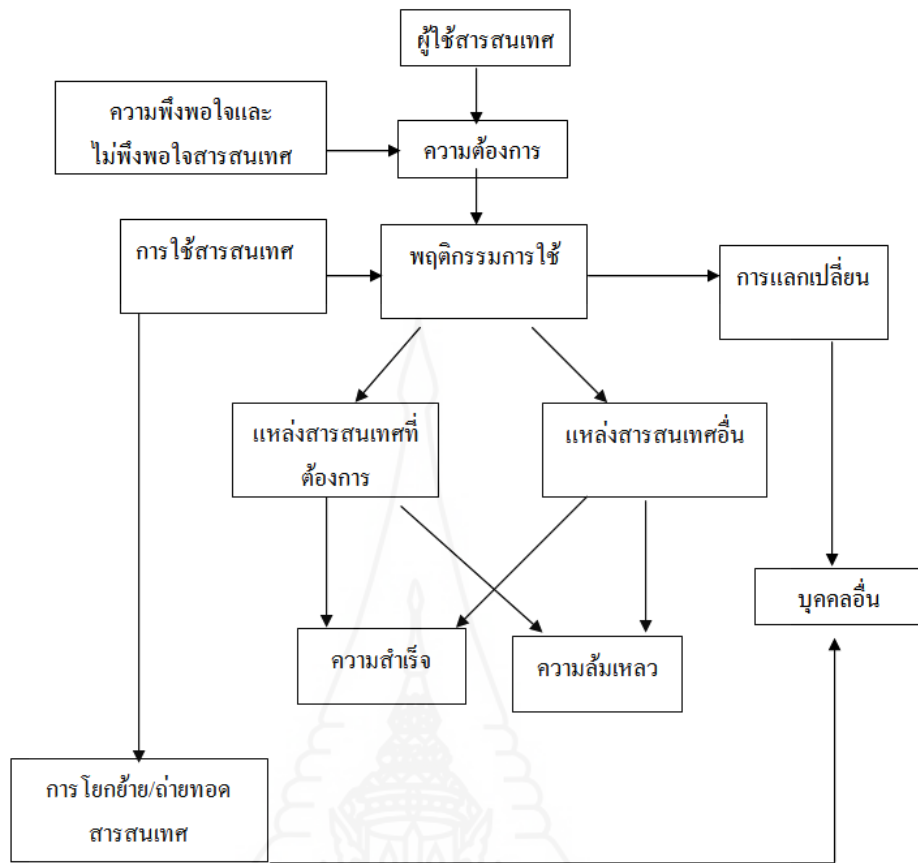 ผู้ใช้สารสนเทศ
ความพึงพอใจและ
ไม่พึงพอใจสารสนเทศ
ความต้องการ
การใช้สารสนเทศ
พฤติกรรมการใช้
การแลกเปลี่ยน
แหล่งสารสนเทศที่
ต้องการ
แหล่งสารสนเทศอื่น
บุคคลอื่น
ความสำเร็จ
ความล้มเหลว
การโยกย้าย/ถ่ายทอด
สารสนเทศ